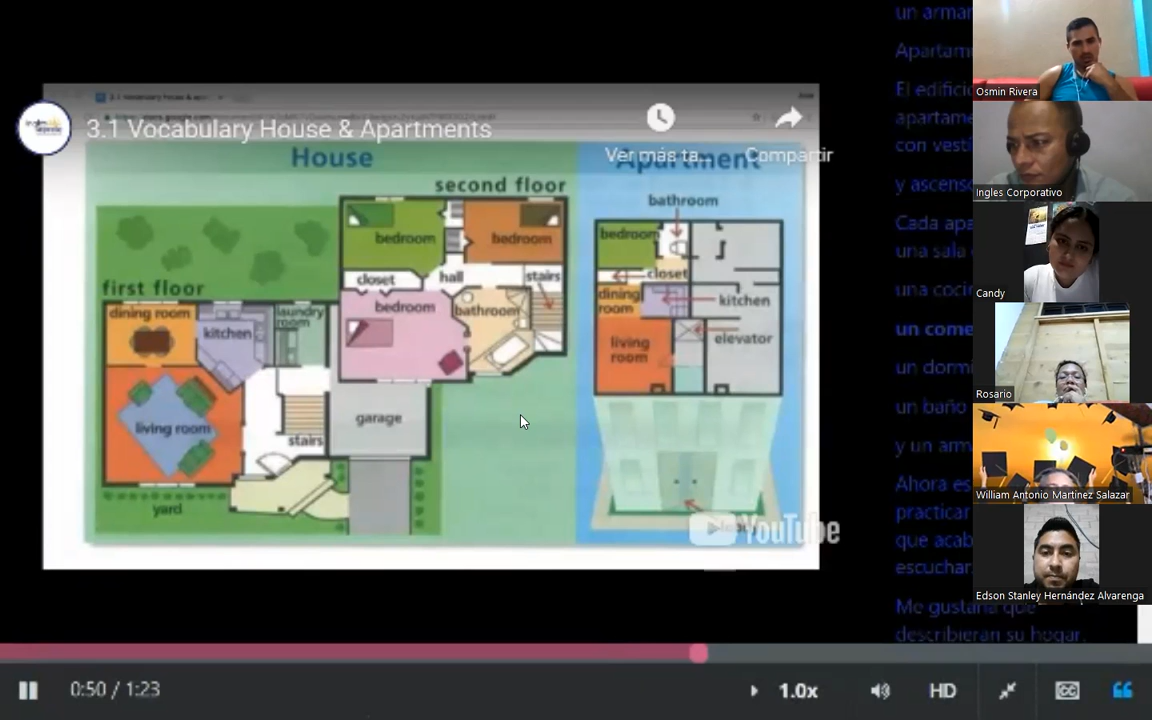 3.1 Vocabulary House & Apartments
Ver más ta...
Compartir
House
Apartment
second floor
bedroom
bedroom
closet
hall
stairs
bedroom
bathroom
first floor
dining room
kitchen
laundry
room
living room
stairs
garage
yard
bathroom
bedroom
closet
dining
room
kitchen
living
room
elevator
YouTube
un armar
Apartam
El edifici
apartame
con vestí
y ascens
Cada apa
una sala
una coci
un come
un dormi
un baño
y un arm
Ahora es
practicar
que acab
escuchar
Me gustaría que
describieran su hogar.
Osmin Rivera
Ingles Corporativo
Candy
Rosario
William Antonio Martinez Salazar
Edson Stanley Hernández Alvarenga
0:50 / 1:23
1.0x
HD
CC